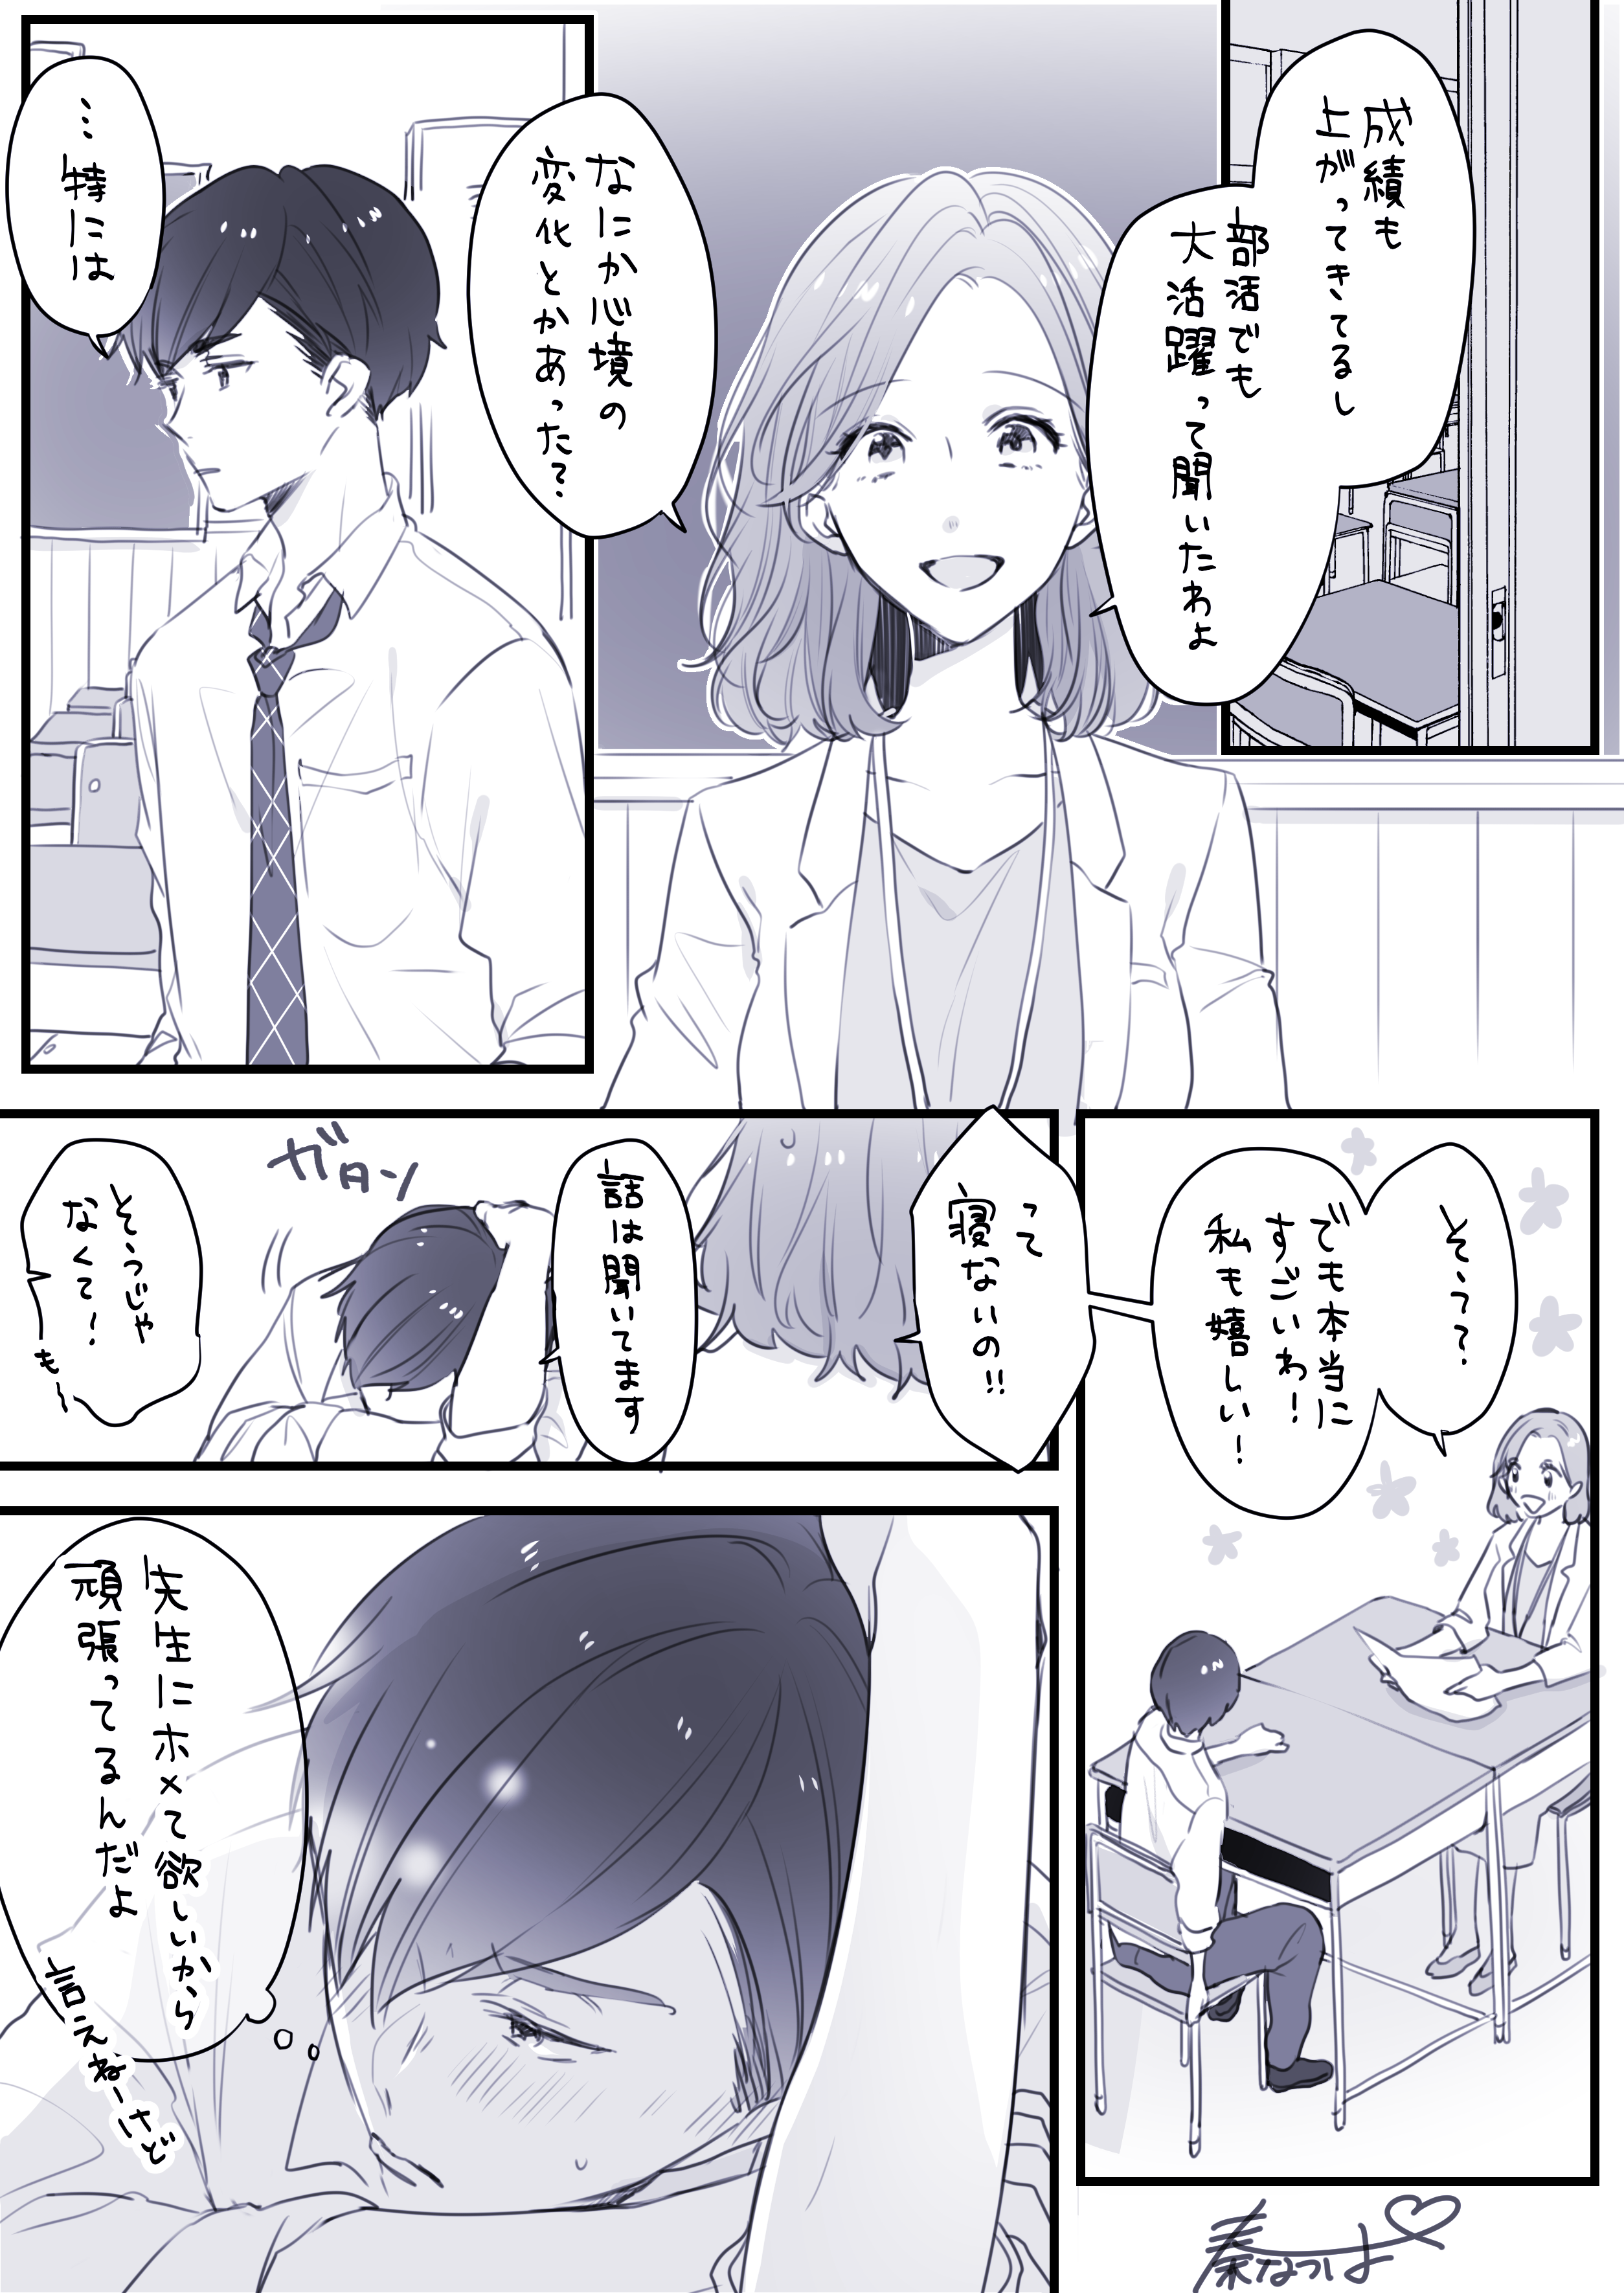 成績も
上がってきてるし
部活でも
大活躍って聞いたわよ
なにか心境の
変化とかあった?
…特には
そぉ?
でも本当に
すごいわ!
私も嬉しい!
って
寝ないの!!
話は聞いてます
ガタン
そうじゃ
なくて!
も〜
先生にホメて欲しいから
頑張ってるんだよ
言えねーけど
秦なつしよ